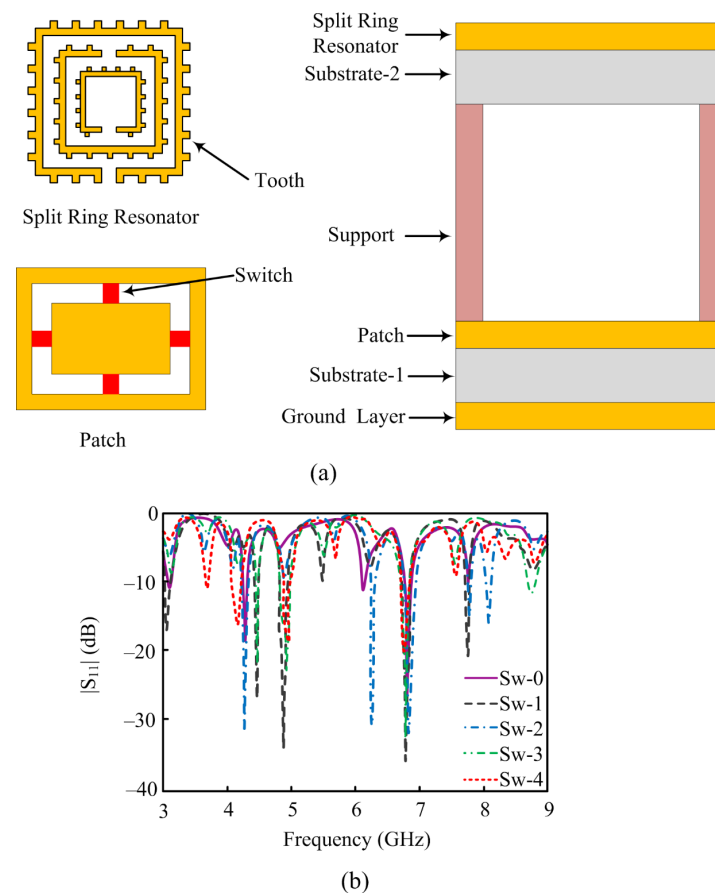 Split Ring
Resonator
Substrate-2
Tooth
Split Ring Resonator
Support
Switch
Patch
Substrate-1
Ground Layer
Patch
(a)
0
−10
−20
−30
−40
|S11| (dB)
Sw-0
Sw-1
Sw-2
Sw-3
Sw-4
3 4 5 6 7 8 9
Frequency (GHz)
(b)